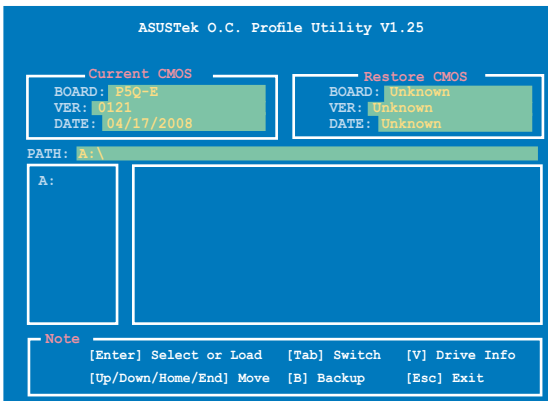 ASUSTek O.C. Profile Utility V1.25
Current CMOS
BOARD: P5Q-E
VER: 0121
DATE: 04/17/2008
Restore CMOS
BOARD: Unknown
VER: Unknown
DATE: Unknown
PATH: A:\
A:
Note
[Enter] Select or Load [Tab] Switch [V] Drive Info
[Up/Down/Home/End] Move [B] Backup [Esc] Exit